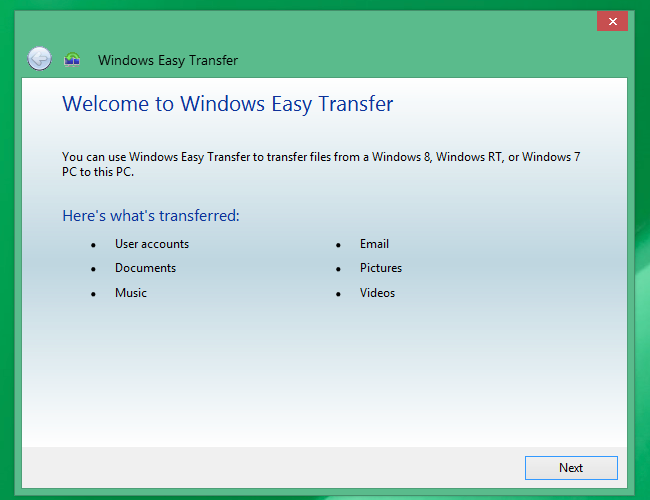 Windows Easy Transfer
Welcome to Windows Easy Transfer
You can use Windows Easy Transfer to transfer files from a Windows 8, Windows RT, or Windows 7
PC to this PC.
Here's what's transferred:
• User accounts
• Email
• Documents
• Pictures
• Music
• Videos
Next